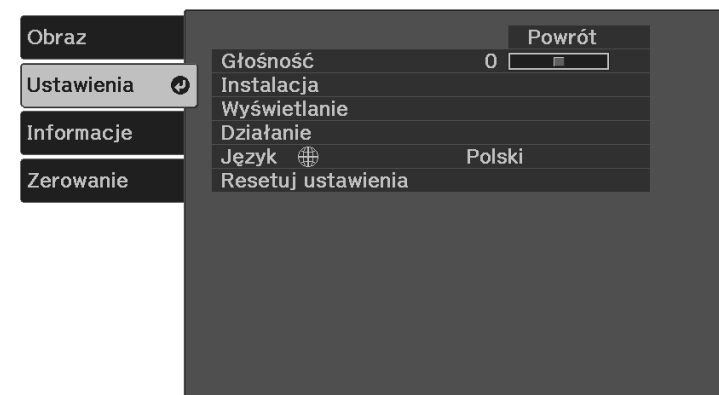 Obraz
Ustawienia
Informacje
Zerowanie
Powrót
Głośność 0
Instalacja
Wyświetlanie
Działanie
Język Polski
Resetuj ustawienia